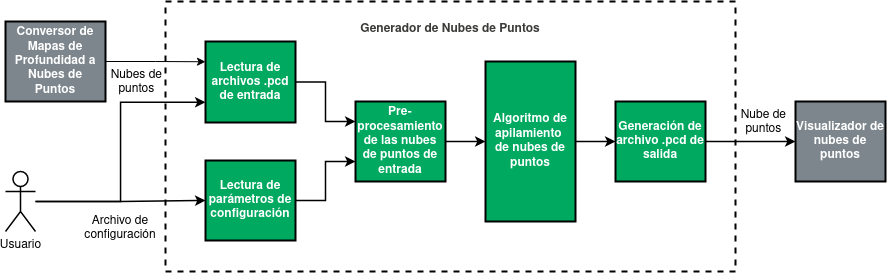 Generador de Nubes de Puntos
Conversor de
Mapas de
Profundidad a
Nubes de
Puntos
Nubes de
puntos
Lectura de
archivos .pcd
de entrada
Pre-
procesamiento
de las nubes
de puntos de
entrada
Algoritmo de
apilamiento
de nubes de
puntos
Generación de
archivo .pcd de
salida
Nube de
puntos
Visualizador de
nubes de
puntos
Lectura de
parámetros de
configuración
Archivo de
configuración
Usuario